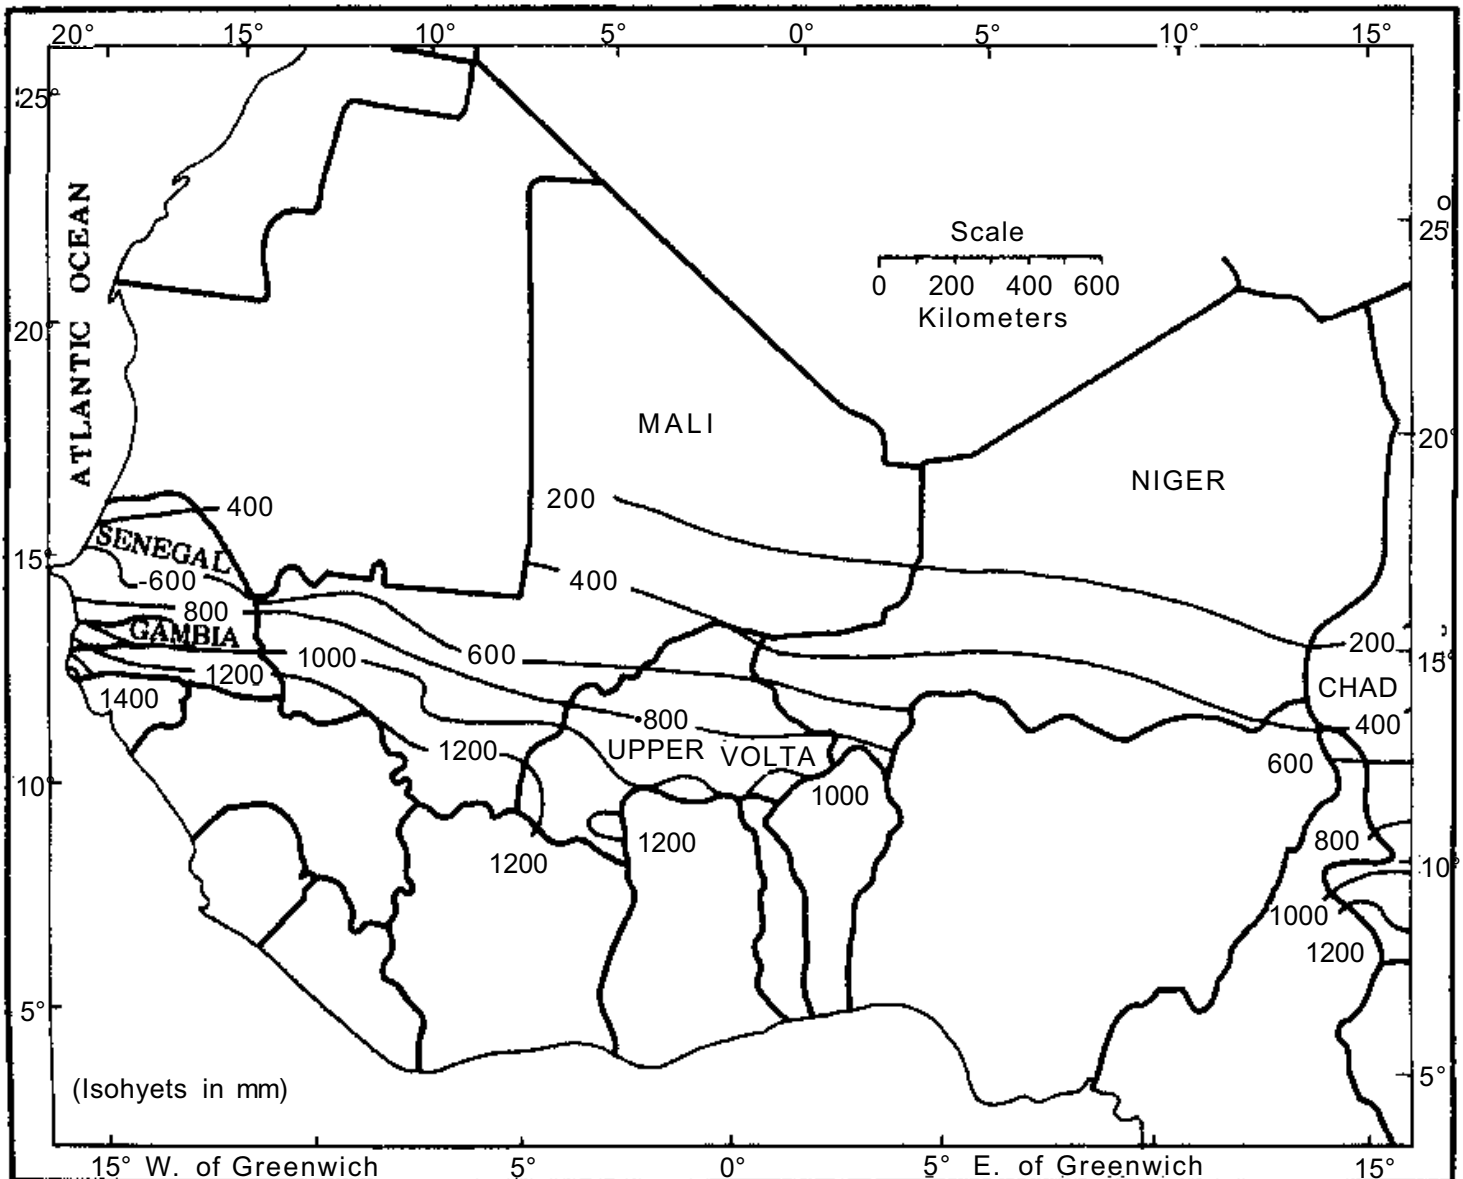 20° 15° 10° 5° 0° 5° 10° 15°
25°
ATLANTIC OCEAN
25°
Scale
0 200 400 600
Kilometers
20°
MALI
20°
NIGER
200
400
SENEGAL
15°
-600
400
800
GAMBIA
200
600
15°
1000
1200
CHAD
1400
800
400
1200
UPPER VOLTA
600
10°
1000
800
1200
1200
10°
1000
1200
5°
5°
(Isohyets in mm)
15° W. of Greenwich 5° 0° 5° E. of Greenwich 15°